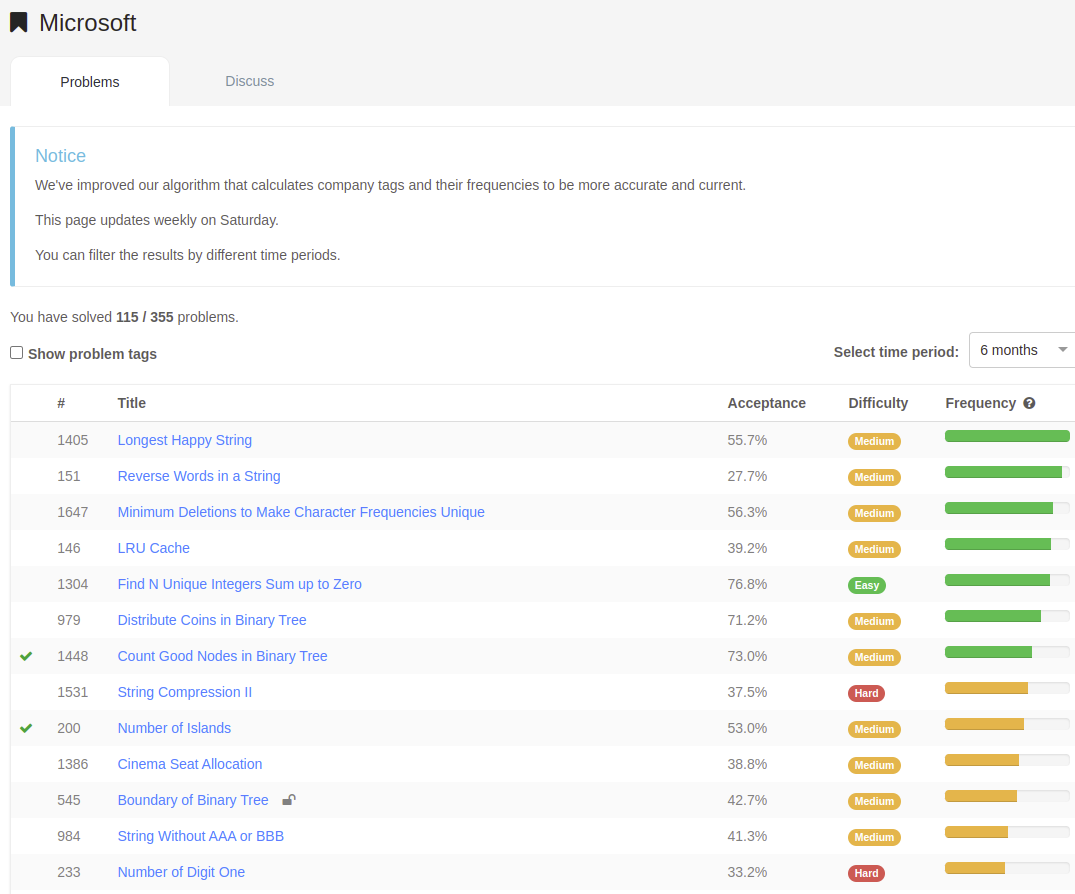 Microsoft
Problems Discuss
Notice
We've improved our algorithm that calculates company tags and their frequencies to be more accurate and current.
This page updates weekly on Saturday.
You can filter the results by different time periods.
You have solved 115 / 355 problems.
Show problem tags Select time period: 6 months
# Title Acceptance Difficulty Frequency ?
1405 Longest Happy String 55.7% Medium
151 Reverse Words in a String 27.7% Medium
1647 Minimum Deletions to Make Character Frequencies Unique 56.3% Medium
146 LRU Cache 39.2% Medium
1304 Find N Unique Integers Sum up to Zero 76.8% Easy
979 Distribute Coins in Binary Tree 71.2% Medium
1448 Count Good Nodes in Binary Tree 73.0% Medium
1531 String Compression II 37.5% Hard
200 Number of Islands 53.0% Medium
1386 Cinema Seat Allocation 38.8% Medium
545 Boundary of Binary Tree 42.7% Medium
984 String Without AAA or BBB 41.3% Medium
233 Number of Digit One 33.2% Hard